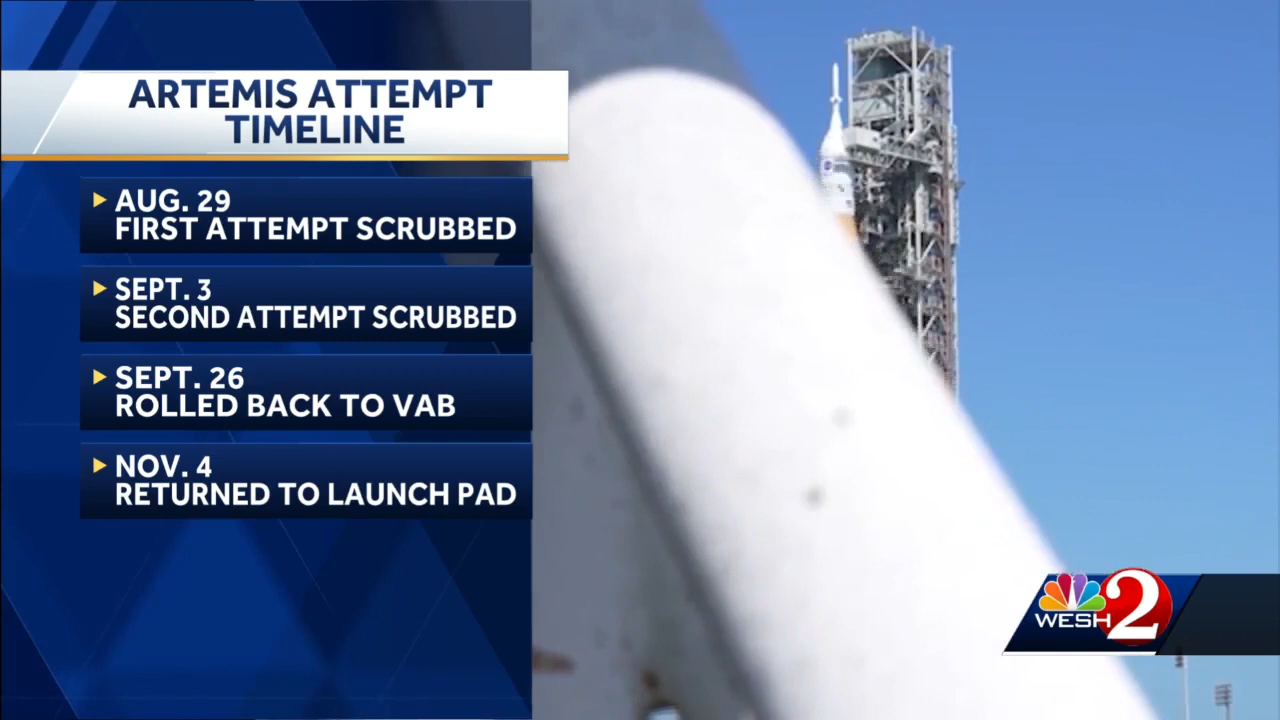 ARTEMIS ATTEMPT
TIMELINE
AUG. 29
FIRST ATTEMPT SCRUBBED
SEPT. 3
SECOND ATTEMPT SCRUBBED
SEPT. 26
ROLLED BACK TO VAB
NOV. 4
RETURNED TO LAUNCH PAD
WESH 2